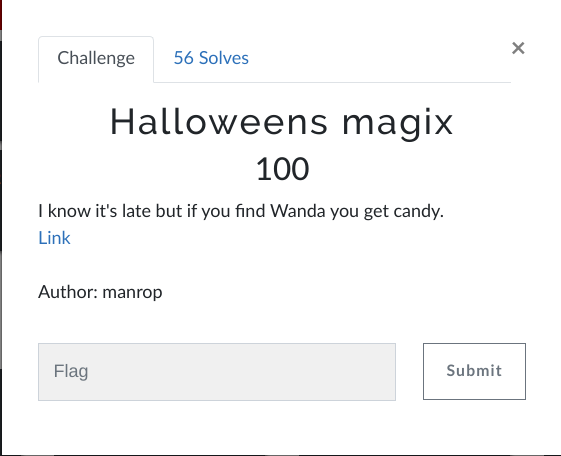 Challenge
56 Solves
×
Halloweens magix
100
I know it's late but if you find Wanda you get candy.
Link
Author: manrop
Flag
Submit